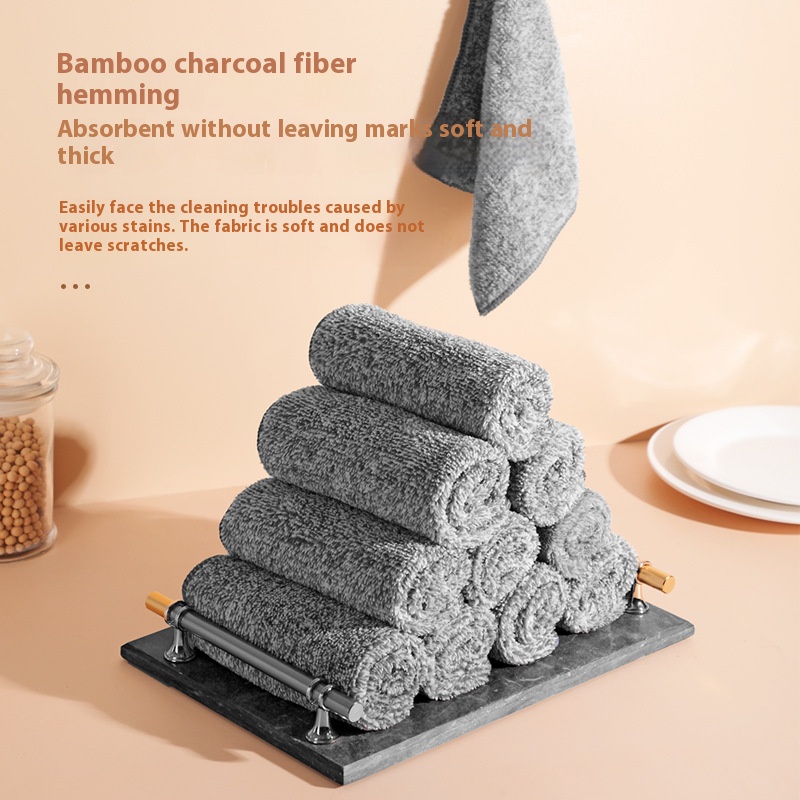 Bamboo charcoal fiber
hemming
Absorbent without leaving marks soft and
thick
Easily face the cleaning troubles caused by
various stains. The fabric is soft and does not
leave scratches.
...